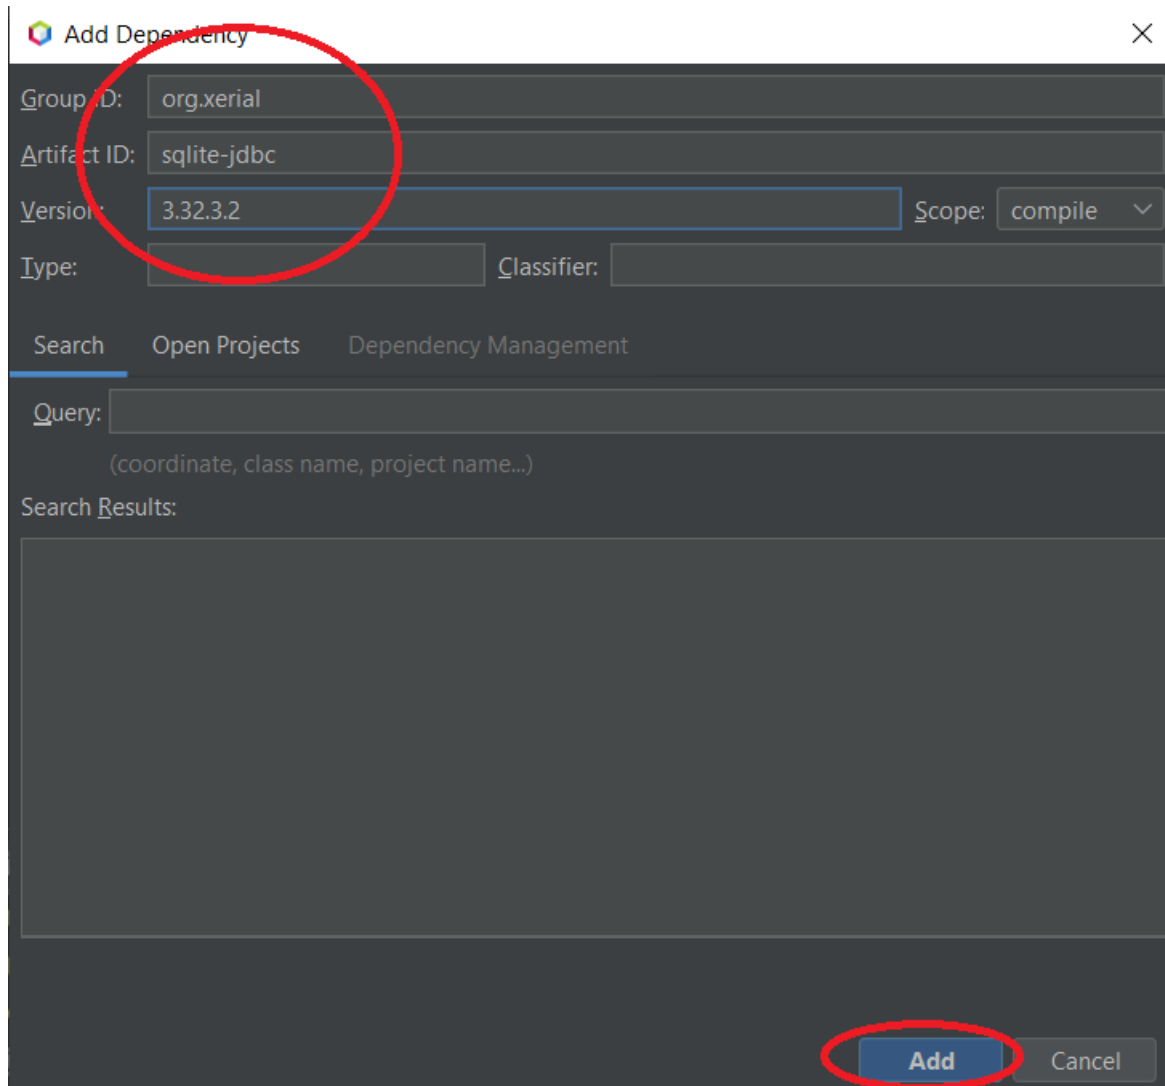 Add Dependency
Group ID: org.xerial
Artifact ID: sqlite-jdbc
Version: 3.32.3.2 Scope: compile
Type: Classifier:
Search Open Projects Dependency Management
Query:
(coordinate, class name, project name...)
Search Results:
Add Cancel